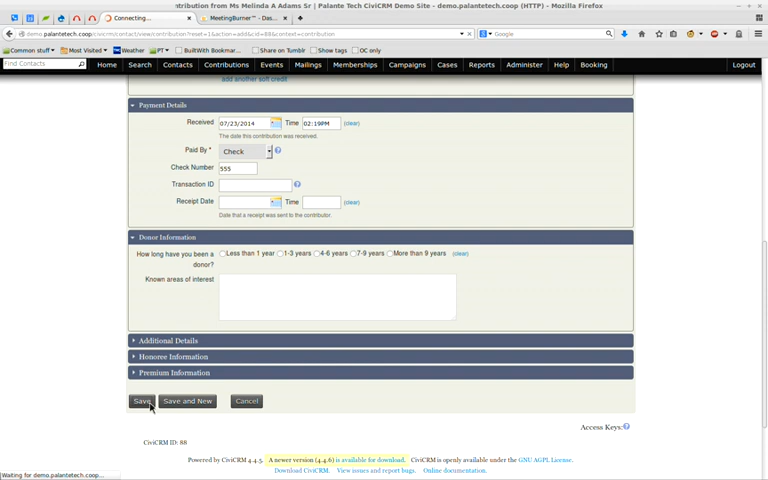 ntribution from Ms Melinda A Adams Sr | Palante Tech CiviCRM Demo Site - demo.palantetech.coop (HTTP) - Mozilla Firefox
Connecting...
MeetingBurner™ - Das...
demo.palantetech.coop/civicrm/contact/view/contribution?reset=1&action=add&cid=88&context=contribution
Google
Common stuff
Most Visited
Weather
PT
BuiltWith Bookmar...
Share on Tumblr
Show tags
OC only
Find Contacts
Home Search Contacts Contributions Events Mailings Memberships Campaigns Cases Reports Administer Help Booking Logout
add another soft credit
Payment Details
Received 07/23/2014 Time 02:19PM (clear)
The date this contribution was received.
Paid By * Check
Check Number 555
Transaction ID
Receipt Date Time (clear)
Date that a receipt was sent to the contributor.
Donor Information
How long have you been a Less than 1 year 1-3 years 4-6 years 7-9 years More than 9 years (clear)
donor?
Known areas of interest
Additional Details
Honoree Information
Premium Information
Save Save and New Cancel
Access Keys:
CiviCRM ID: 88
Powered by CiviCRM 4.4.5. A newer version (4.4.6) is available for download. CiviCRM is openly available under the GNU AGPL License.
Download CiviCRM. View issues and report bugs. Online documentation.
Waiting for demo.palantetech.coop...